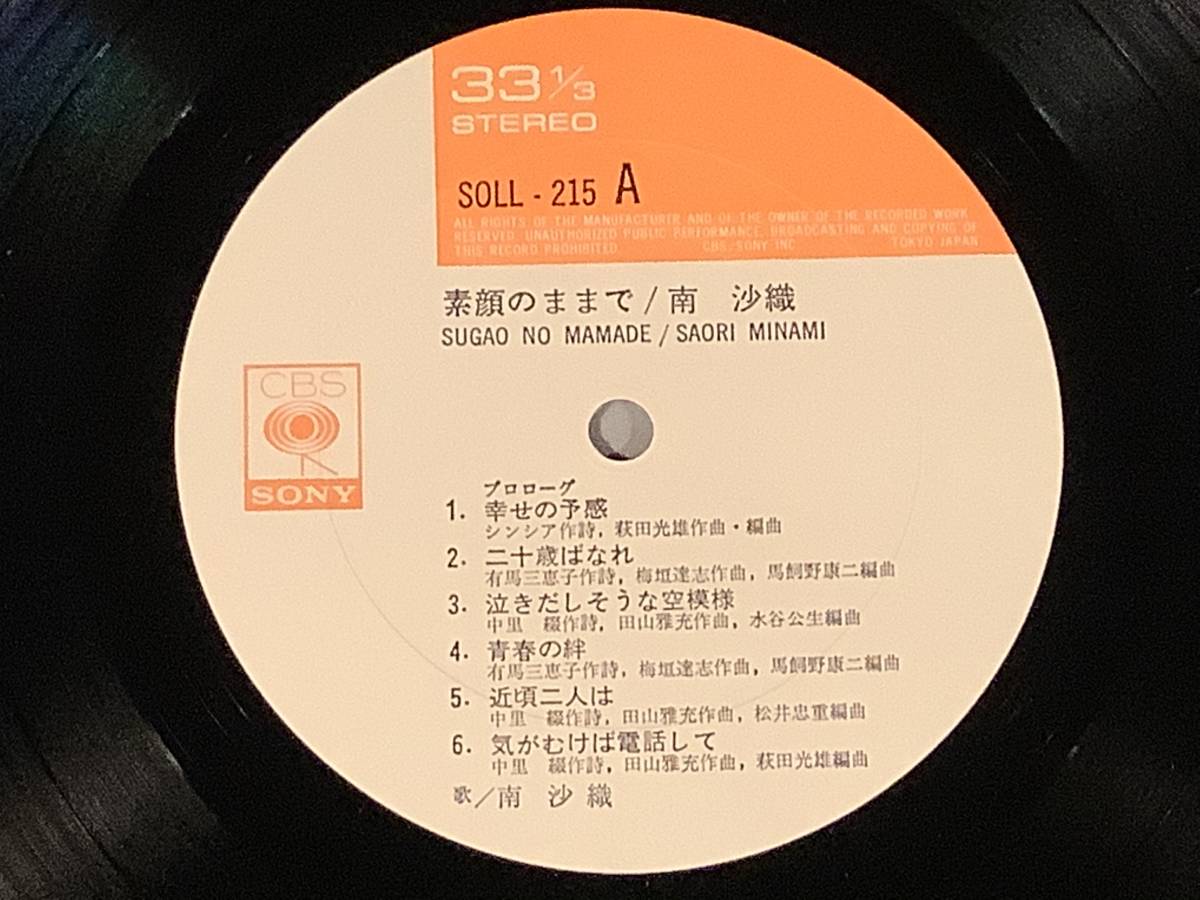 33 1/3
STEREO
SOLL - 215 A
ALL RIGHTS OF THE MANUFACTURER AND OF THE OWNER OF THE RECORDED WORK
RESERVED. UNAUTHORIZED PUBLIC PERFORMANCE, BROADCASTING AND COPYING OF
THIS RECORD PROHIBITED CBS/SONY INC. TOKYO JAPAN
素顔のままで/南 沙織
SUGAO NO MAMADE/SAORI MINAMI
CBS
SONY
プロローグ
1. 幸せの予感
シンシア作詩, 萩田光雄作曲・編曲
2. 二十歳ばなれ
有馬三恵子作詩, 梅垣達志作曲, 馬飼野康二編曲
3. 泣きだしそうな空模様
中里 綴作詩, 田山雅充作曲, 水谷公生編曲
4. 青春の絆
有馬三恵子作詩, 梅垣達志作曲, 馬飼野康二編曲
5. 近頃二人は
中里 綴作詩, 田山雅充作曲, 松井忠重編曲
6. 気がむけば電話して
中里 綴作詩, 田山雅充作曲, 萩田光雄編曲
歌/南 沙織